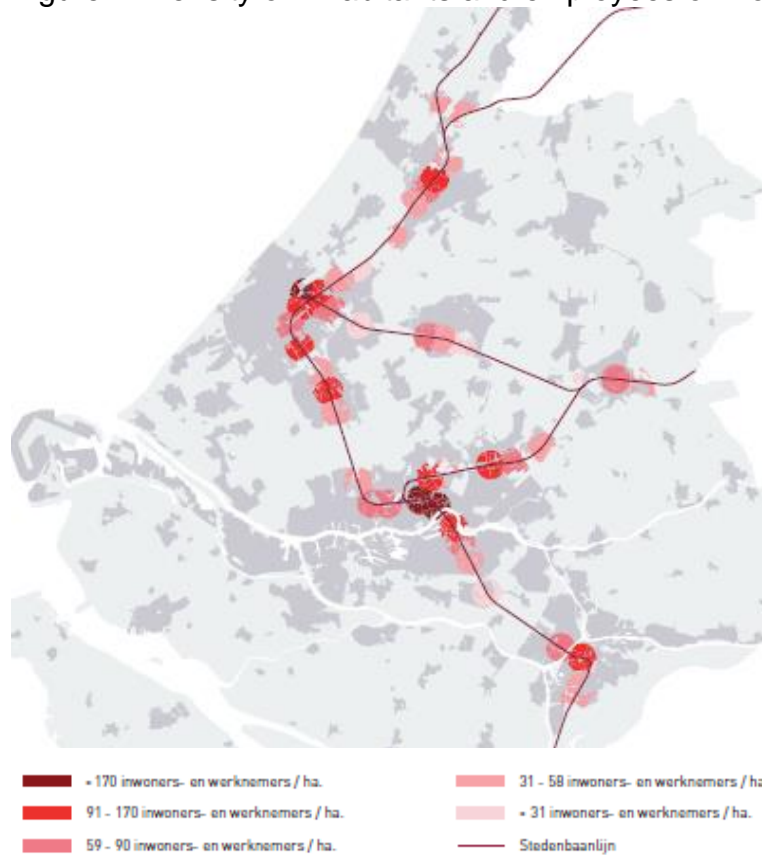 - 170 inwoners- en werknemers / ha.
91 - 170 inwoners- en werknemers / ha.
59 - 90 inwoners- en werknemers / ha.
31 - 58 inwoners- en werknemers / ha
- 31 inwoners- en werknemers / ha.
Stedenbaanlijn